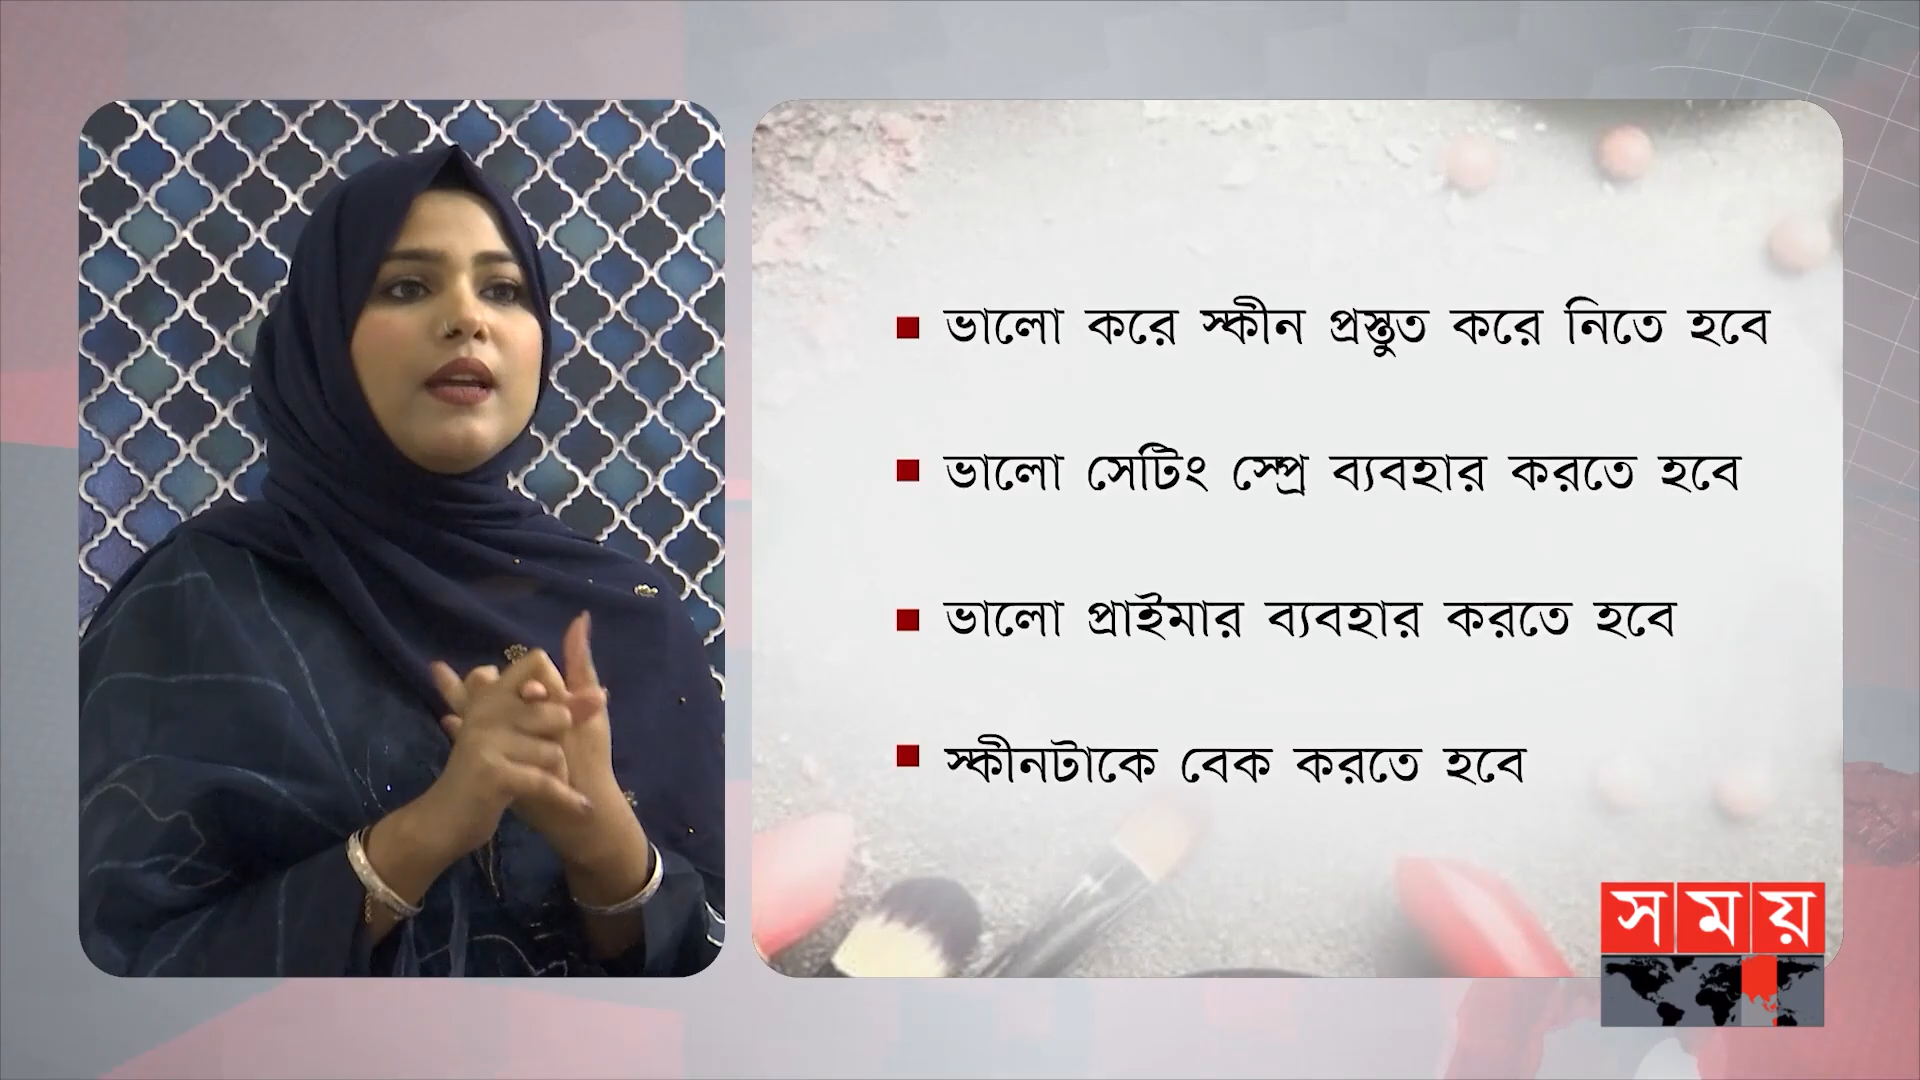 ভালো করে স্কীন প্রস্তুত করে নিতে হবে
ভালো সেটিং স্প্রে ব্যবহার করতে হবে
ভালো প্রাইমার ব্যবহার করতে হবে
স্কীনটাকে বেক করতে হবে
সময়